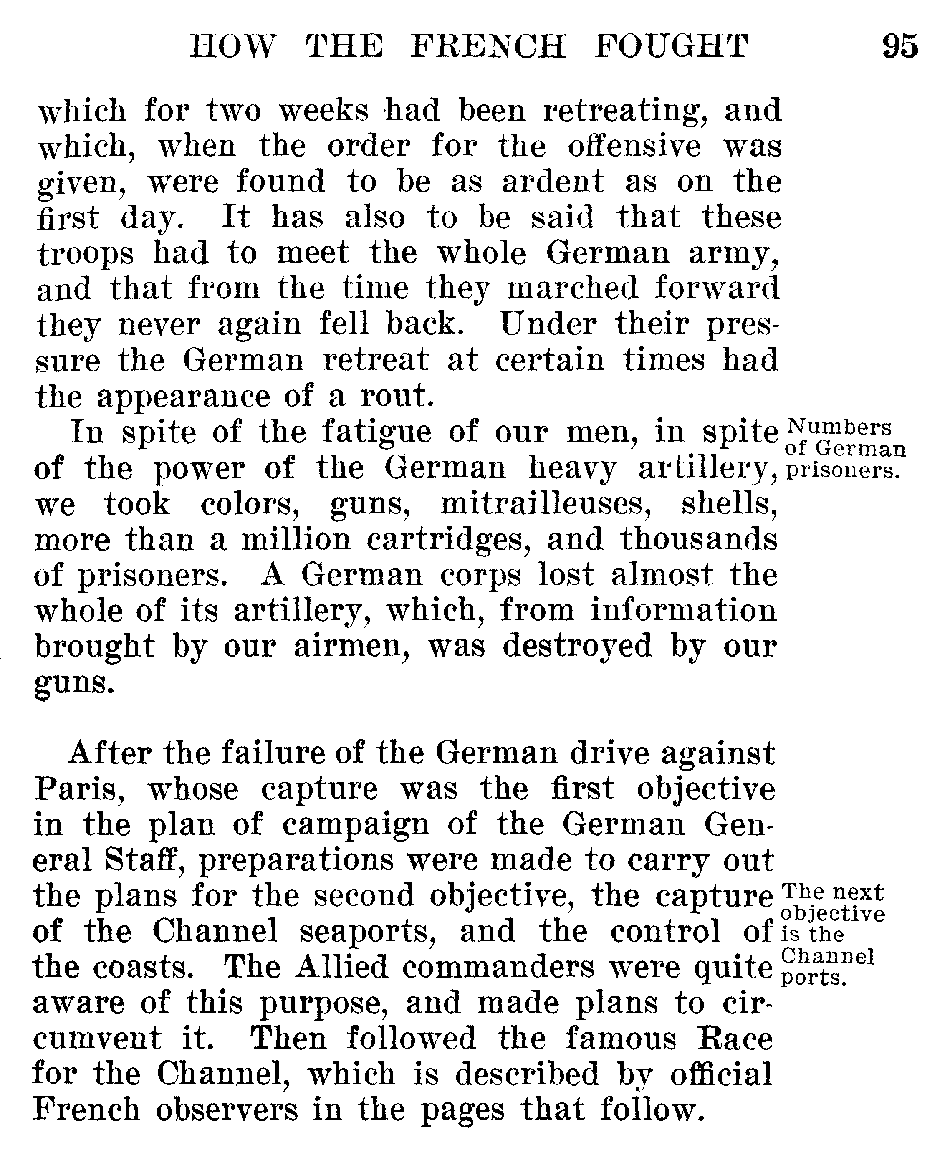 HOW THE FRENCH FOUGHT 95
which for two weeks had been retreating, and
which, when the order for the offensive was
given, were found to be as ardent as on the
first day. It has also to be said that these
troops had to meet the whole German army,
and that from the time they marched forward
they never again fell back. Under their pres-
sure the German retreat at certain times had
the appearance of a rout.
In spite of the fatigue of our men, in spite
of the power of the German heavy artillery,
we took colors, guns, mitrailleuses, shells,
more than a million cartridges, and thousands
of prisoners. A German corps lost almost the
whole of its artillery, which, from information
brought by our airmen, was destroyed by our
guns.
Numbers
of German
prisoners.
After the failure of the German drive against
Paris, whose capture was the first objective
in the plan of campaign of the German Gen-
eral Staff, preparations were made to carry out
the plans for the second objective, the capture
of the Channel seaports, and the control of
the coasts. The Allied commanders were quite
aware of this purpose, and made plans to cir-
cumvent it. Then followed the famous Race
for the Channel, which is described by official
French observers in the pages that follow.
The next
objective
is the
Channel
ports.